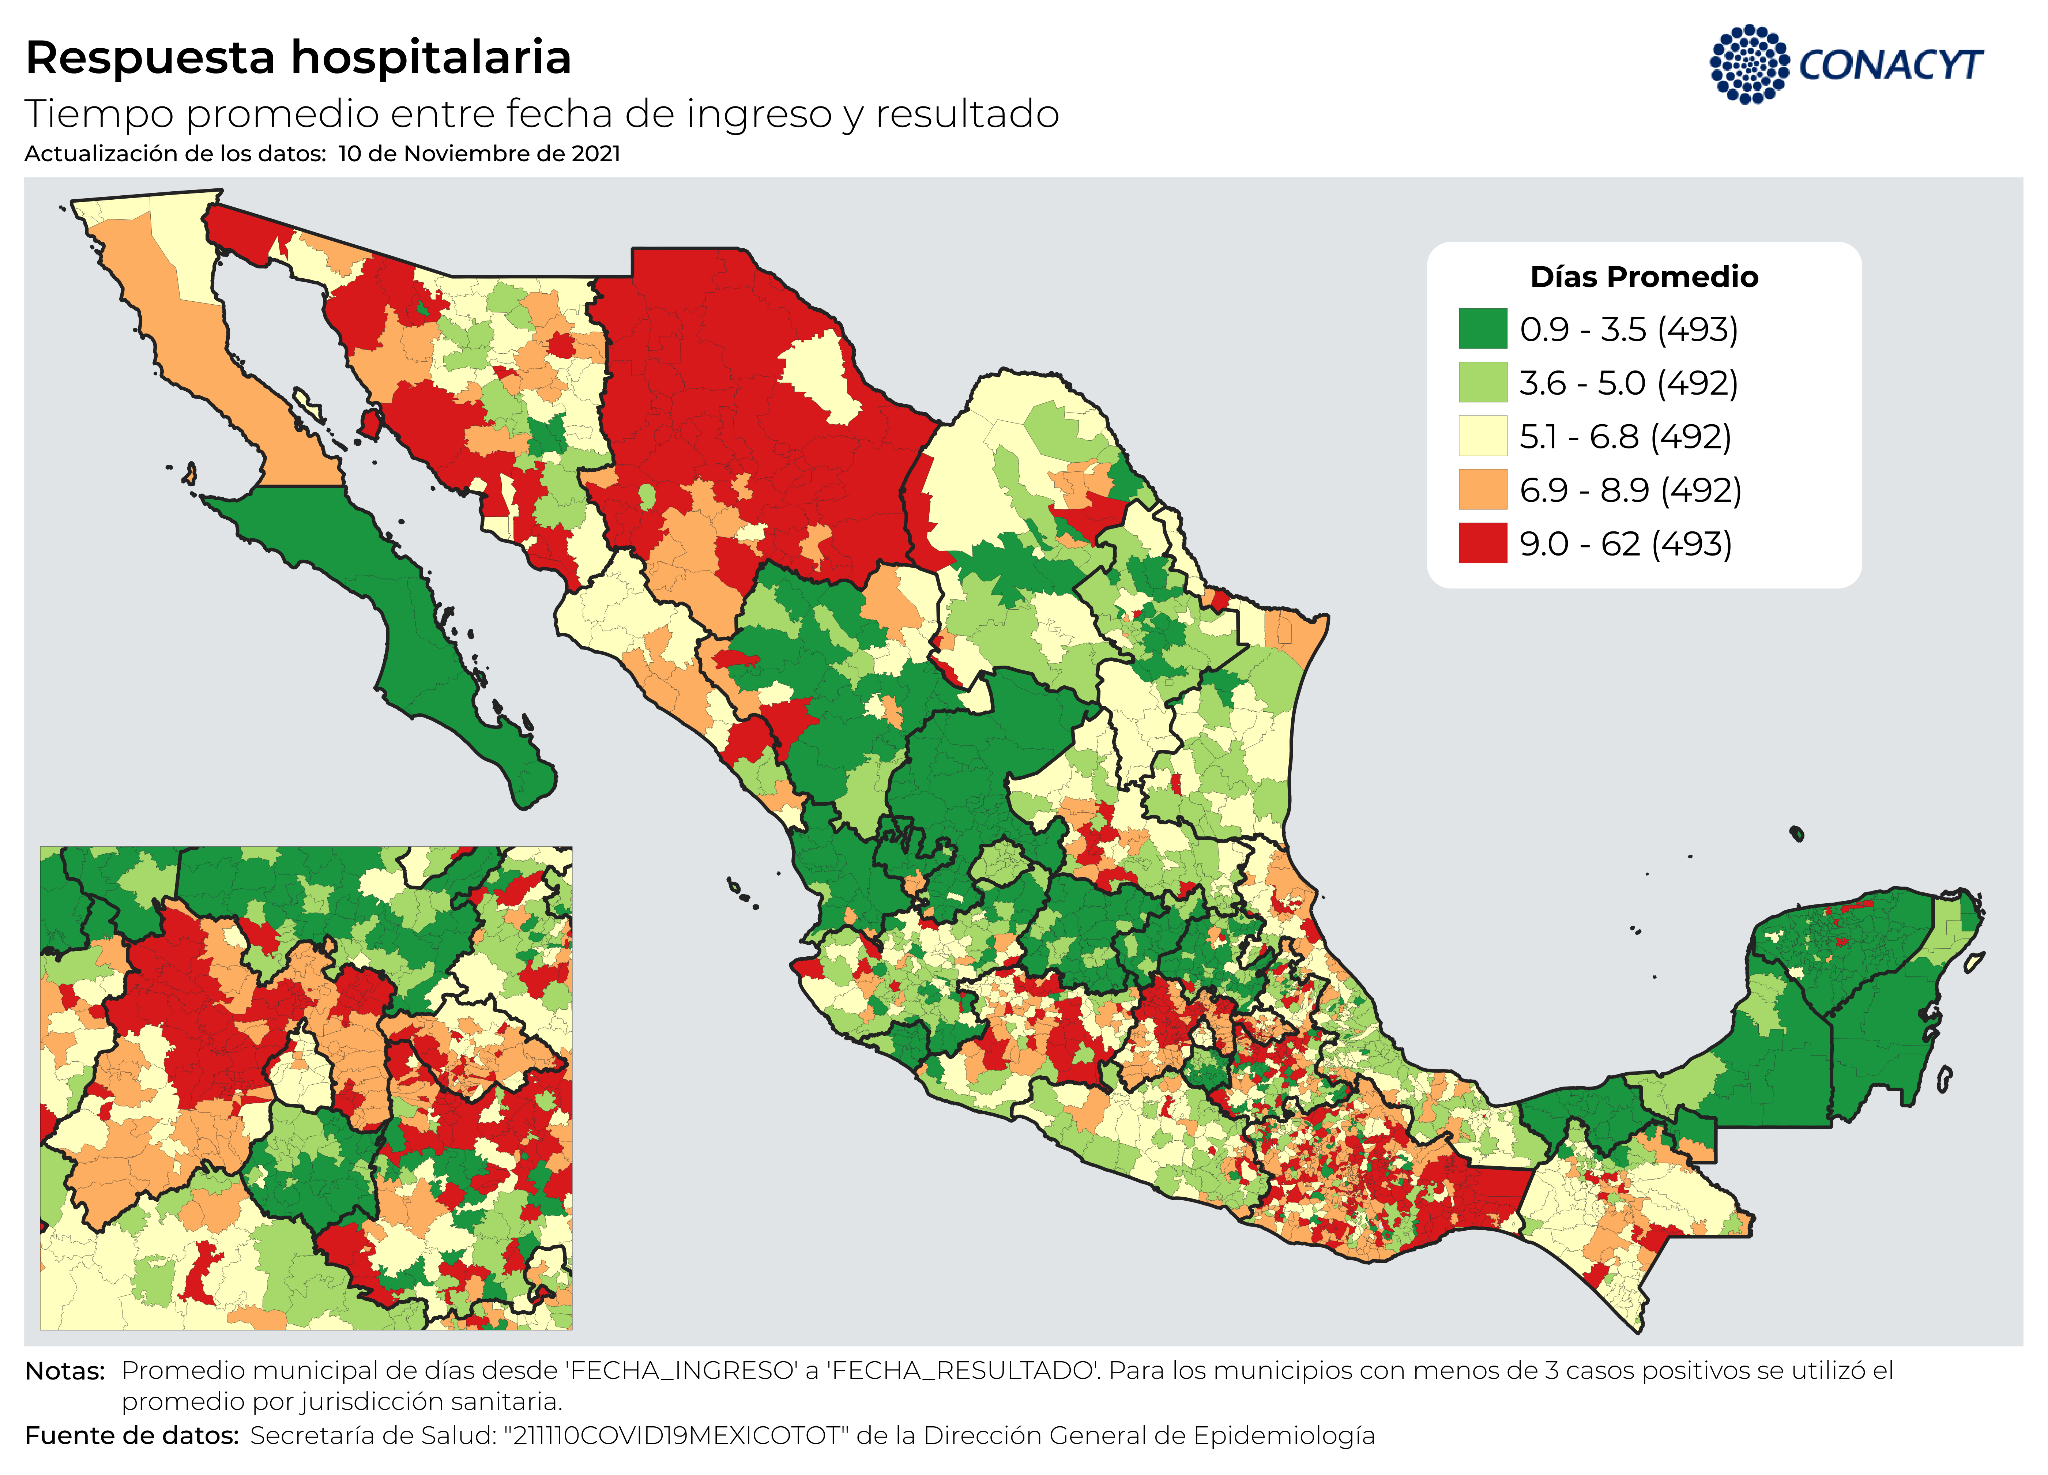 Respuesta hospitalaria
Tiempo promedio entre fecha de ingreso y resultado
Actualización de los datos: 10 de Noviembre de 2021
CONACYT
Días Promedio
0.9 - 3.5 (493)
3.6 - 5.0 (492)
5.1 - 6.8 (492)
6.9 - 8.9 (492)
9.0 - 62 (493)
Notas: Promedio municipal de días desde 'FECHA_INGRESO' a 'FECHA_RESULTADO'. Para los municipios con menos de 3 casos positivos se utilizó el
promedio por jurisdicción sanitaria.
Fuente de datos: Secretaría de Salud: "211110COVID19MEXICOTOT" de la Dirección General de Epidemiología